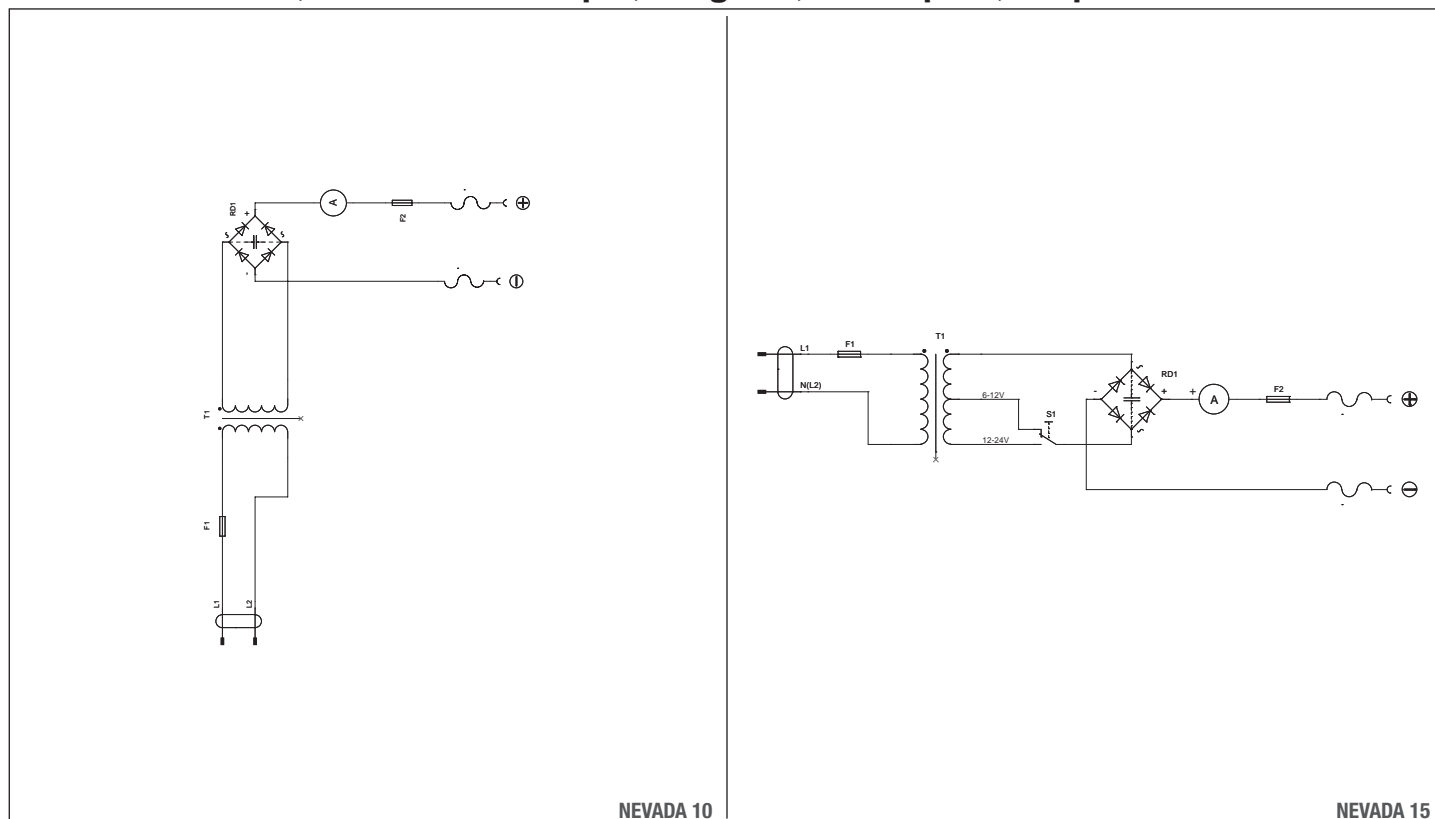 RD1
+
A
F2
-
T1
F1
L1
L2
NEVADA 10
L1
F1
T1
N(L2)
6-12V
12-24V
S1
-
RD1
+
+
A
F2
NEVADA 15